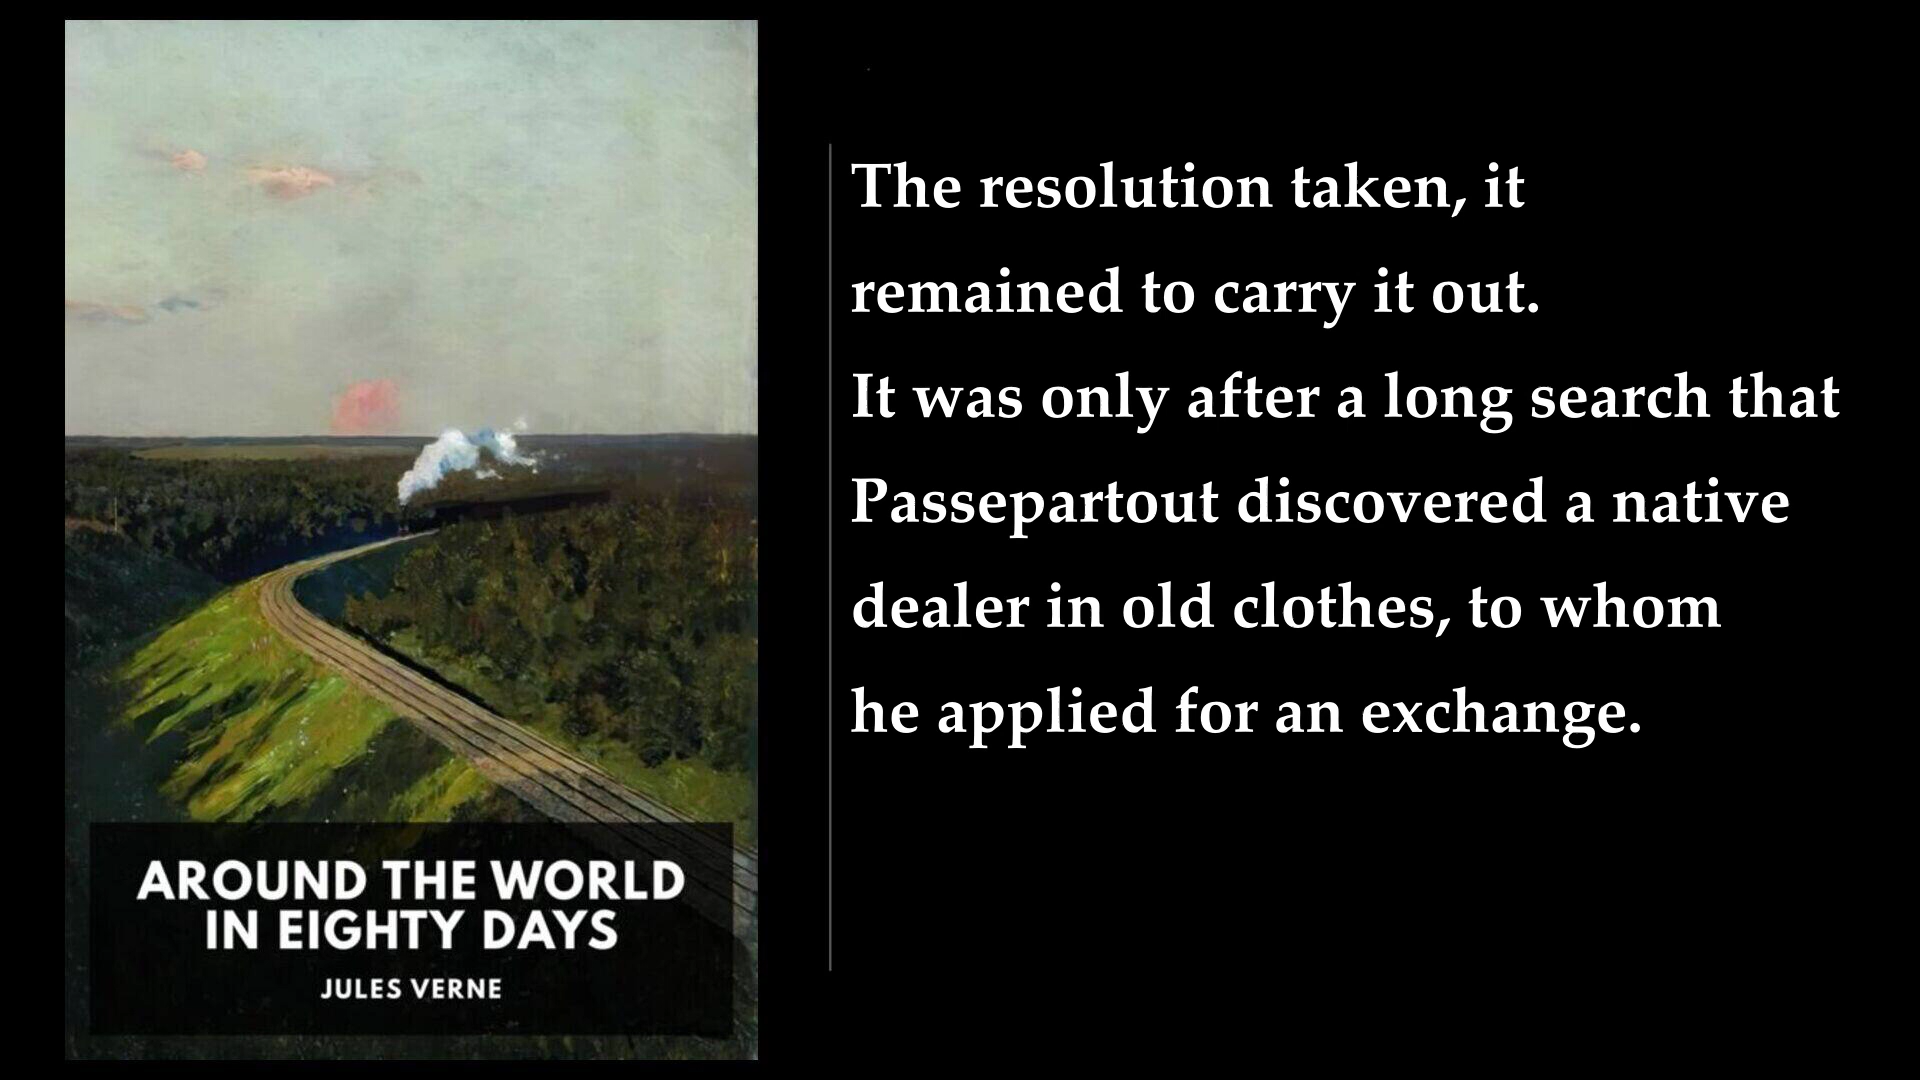 The resolution taken, it
remained to carry it out.
It was only after a long search that
Passepartout discovered a native
dealer in old clothes, to whom
he applied for an exchange.
AROUND THE WORLD
IN EIGHTY DAYS
JULES VERNE